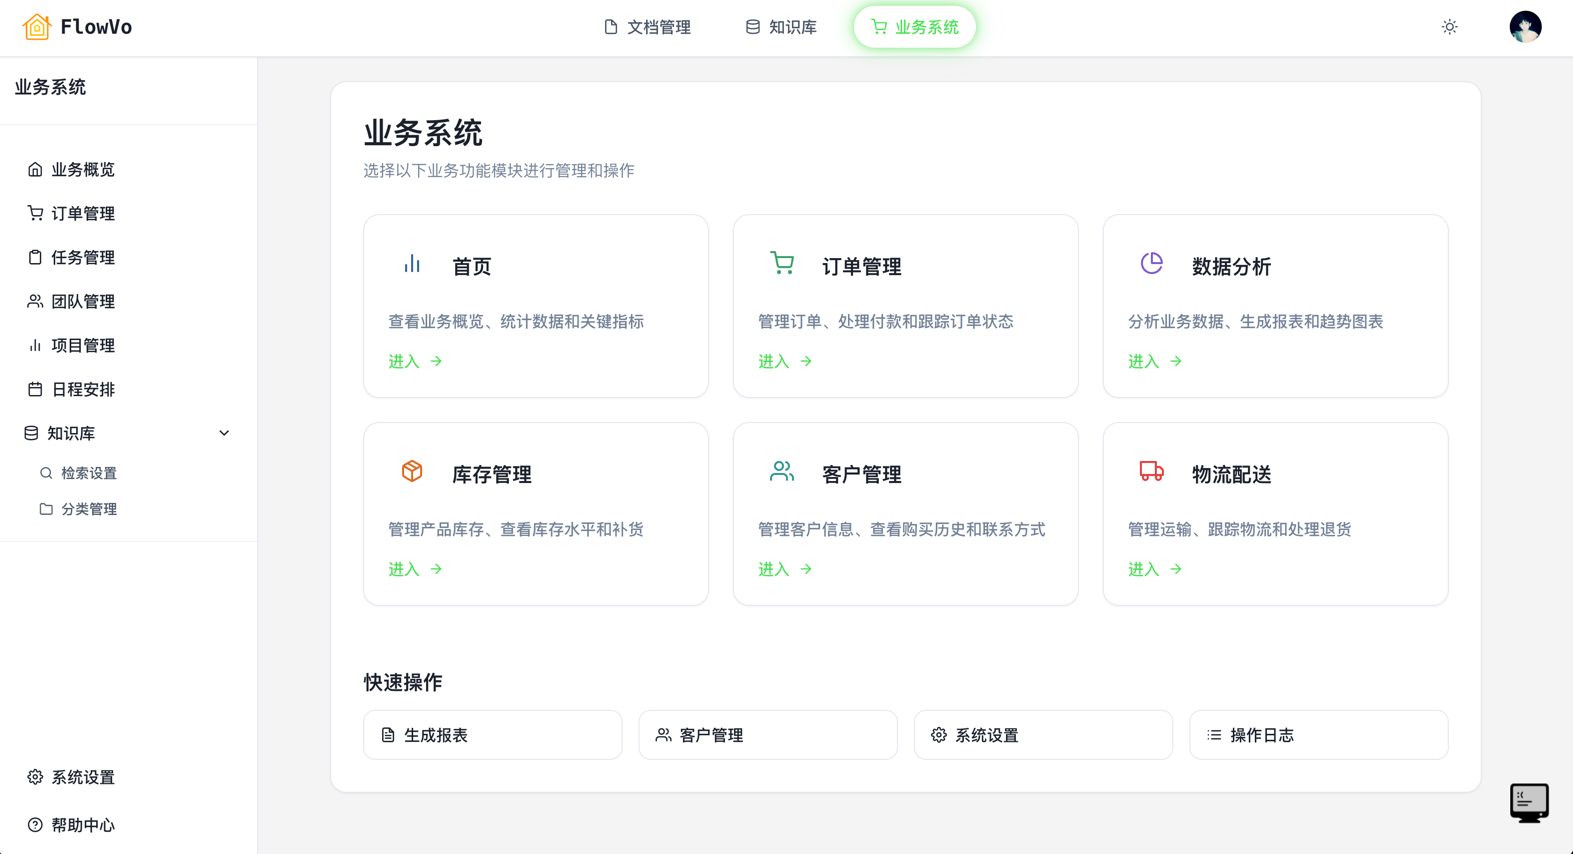 FlowVo
文档管理
知识库
业务系统
业务系统
业务概览
订单管理
任务管理
团队管理
项目管理
日程安排
知识库
检索设置
分类管理
系统设置
帮助中心
业务系统
选择以下业务功能模块进行管理和操作
首页
查看业务概览、统计数据和关键指标
进入 →
订单管理
管理订单、处理付款和跟踪订单状态
进入 →
数据分析
分析业务数据、生成报表和趋势图表
进入 →
库存管理
管理产品库存、查看库存水平和补货
进入 →
客户管理
管理客户信息、查看购买历史和联系方式
进入 →
物流配送
管理运输、跟踪物流和处理退货
进入 →
快速操作
生成报表
客户管理
系统设置
操作日志